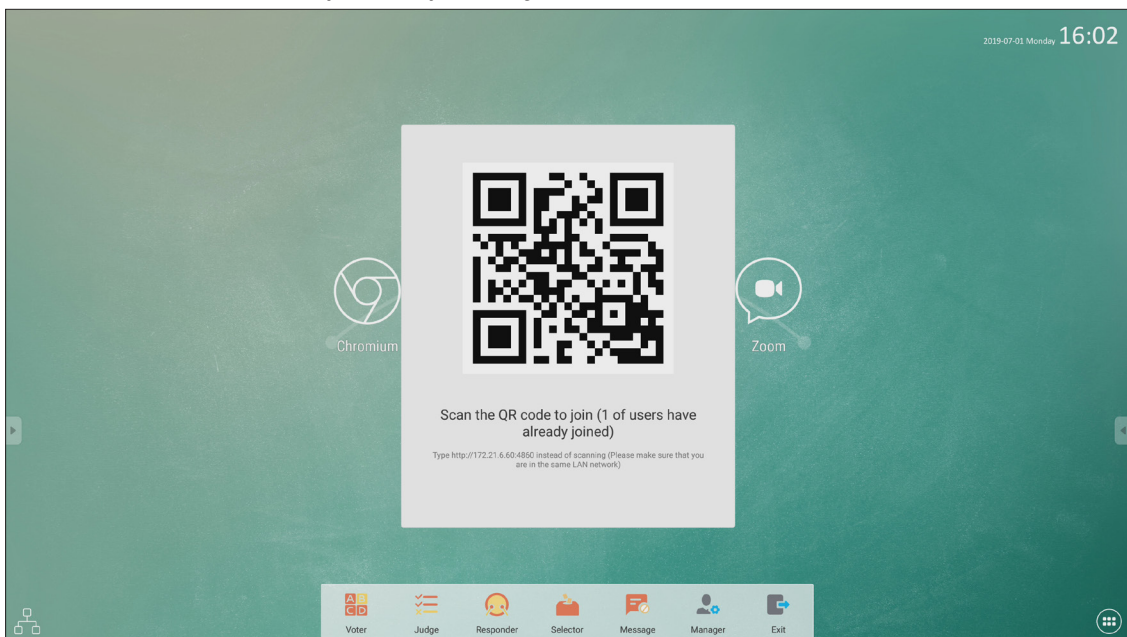 2019-07-01 Monday 16:02
Chromium
Zoom
Scan the QR code to join (1 of users have
already joined)
Type http://172.21.6.60:4860 instead of scanning (Please make sure that you
are in the same LAN network)
A B
C D
Voter
Judge
Responder
Selector
Message
Manager
Exit